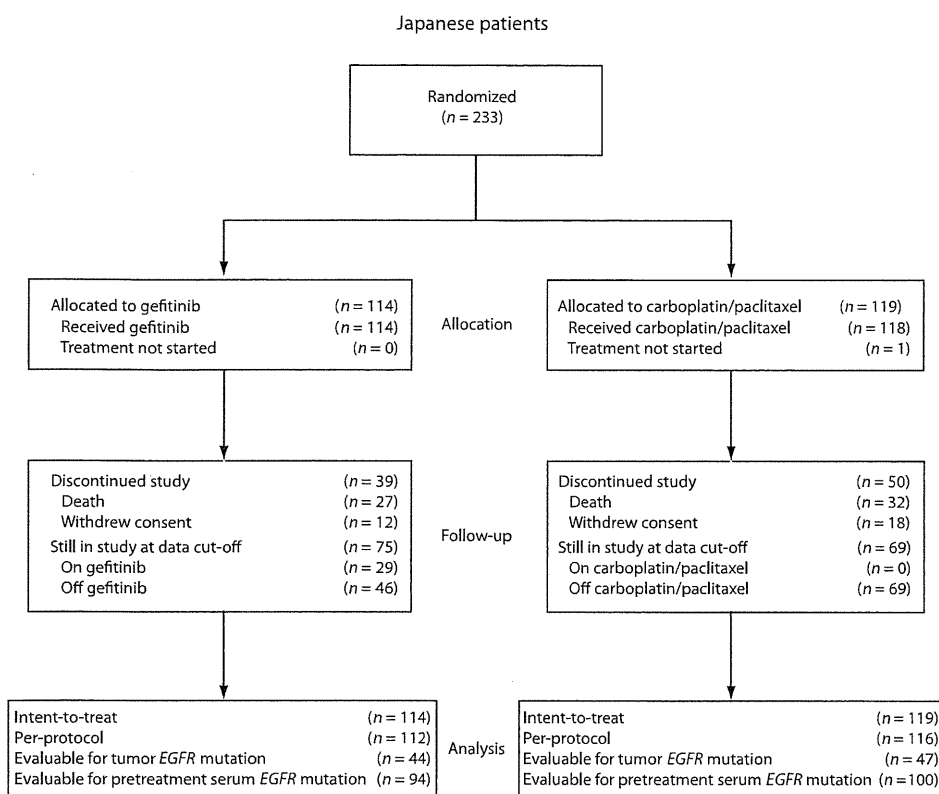 Japanese patients
Randomized
(n = 233)
Allocation
Allocated to gefitinib (n = 114)
Received gefitinib (n = 114)
Treatment not started (n = 0)
Allocated to carboplatin/paclitaxel (n = 119)
Received carboplatin/paclitaxel (n = 118)
Treatment not started (n = 1)
Follow-up
Discontinued study (n = 39)
Death (n = 27)
Withdrew consent (n = 12)
Still in study at data cut-off (n = 75)
On gefitinib (n = 29)
Off gefitinib (n = 46)
Discontinued study (n = 50)
Death (n = 32)
Withdrew consent (n = 18)
Still in study at data cut-off (n = 69)
On carboplatin/paclitaxel (n = 0)
Off carboplatin/paclitaxel (n = 69)
Analysis
Intent-to-treat (n = 114)
Per-protocol (n = 112)
Evaluable for tumor EGFR mutation (n = 44)
Evaluable for pretreatment serum EGFR mutation (n = 94)
Intent-to-treat (n = 119)
Per-protocol (n = 116)
Evaluable for tumor EGFR mutation (n = 47)
Evaluable for pretreatment serum EGFR mutation (n = 100)